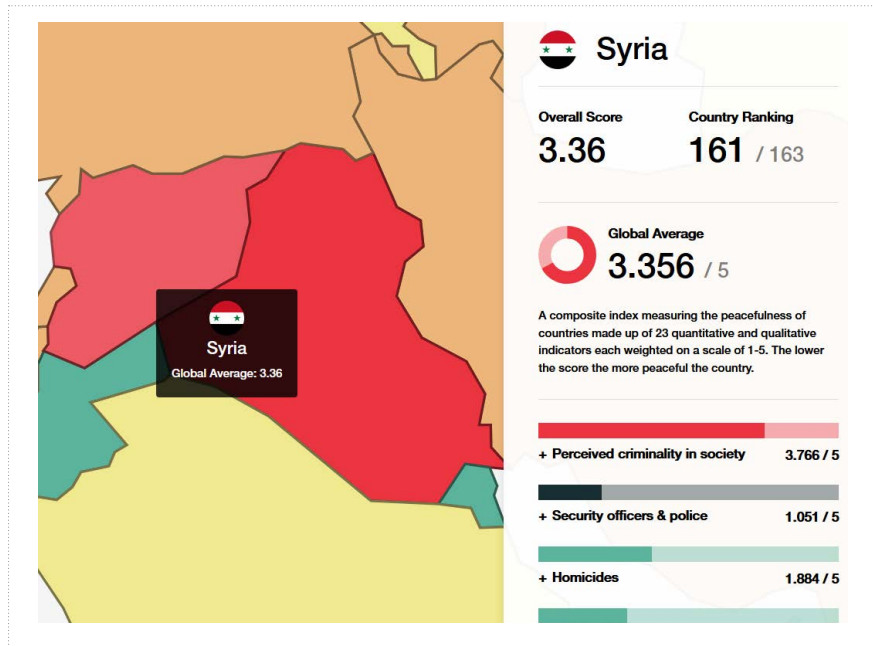 Syria
Overall Score
Country Ranking
3.36
161 / 163
Global Average
3.356 / 5
A composite index measuring the peacefulness of
countries made up of 23 quantitative and qualitative
indicators each weighted on a scale of 1-5. The lower
the score the more peaceful the country.
+ Perceived criminality in society 3.766 / 5
+ Security officers & police 1.051 / 5
+ Homicides 1.884 / 5
Syria
Global Average: 3.36